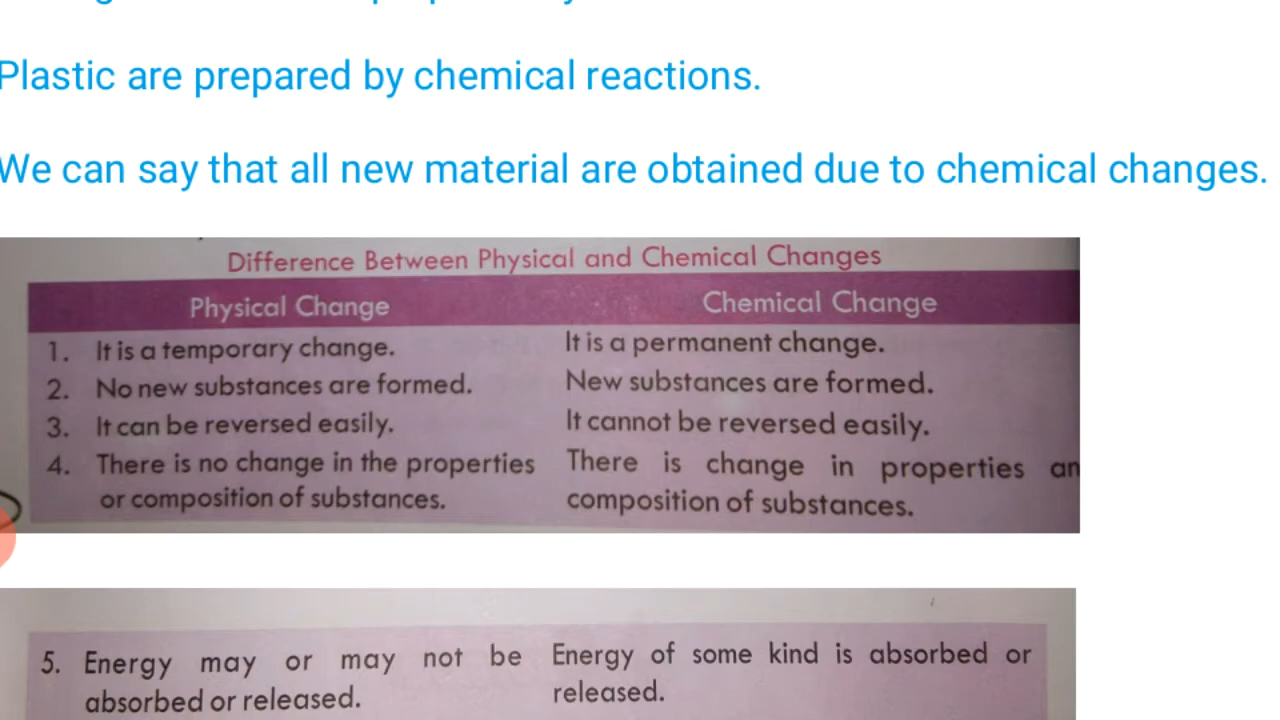 Plastic are prepared by chemical reactions.
We can say that all new material are obtained due to chemical changes.
Difference Between Physical and Chemical Changes
Physical Change Chemical Change
1. It is a temporary change. It is a permanent change.
2. No new substances are formed. New substances are formed.
3. It can be reversed easily. It cannot be reversed easily.
4. There is no change in the properties There is change in properties an
or composition of substances. composition of substances.
5. Energy may or may not be Energy of some kind is absorbed or
absorbed or released. released.